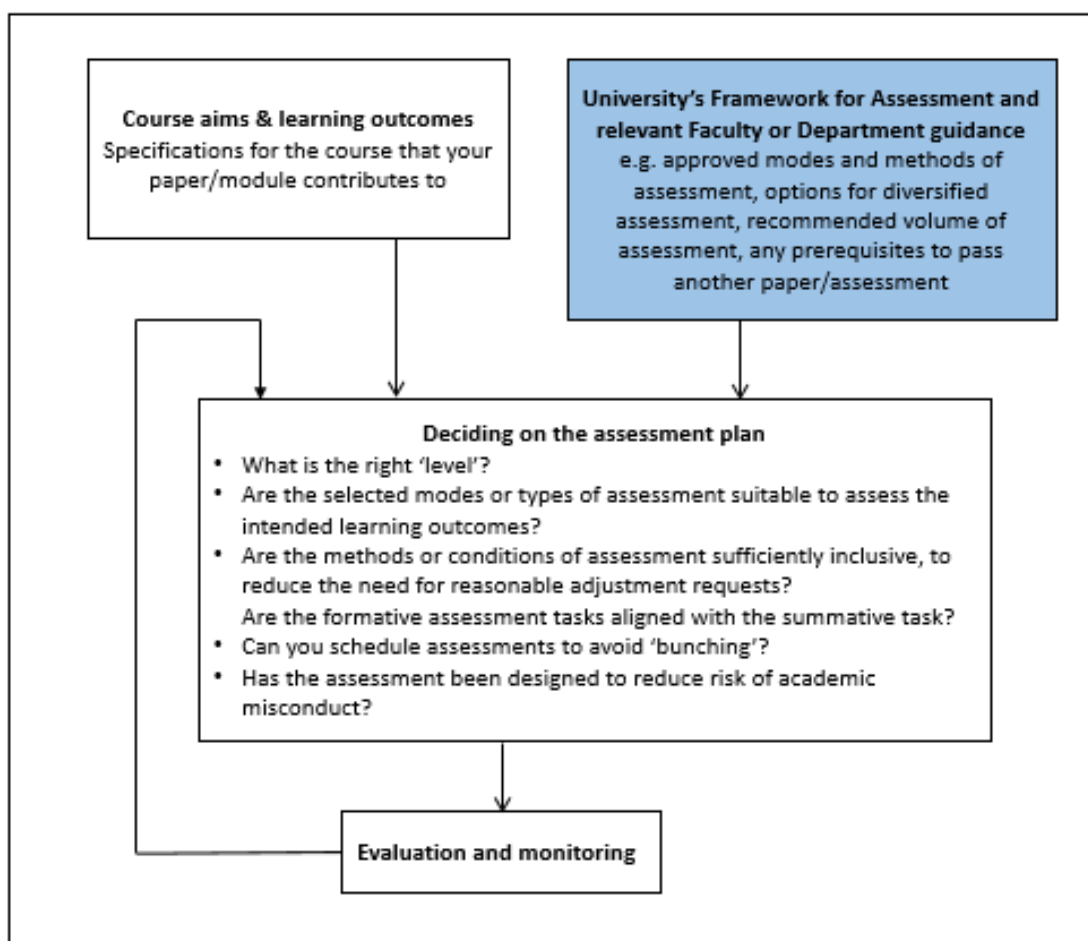 Course aims & learning outcomes
Specifications for the course that your
paper/module contributes to
University’s Framework for Assessment and
relevant Faculty or Department guidance
e.g. approved modes and methods of
assessment, options for diversified
assessment, recommended volume of
assessment, any prerequisites to pass
another paper/assessment
Deciding on the assessment plan
• What is the right ‘level’?
• Are the selected modes or types of assessment suitable to assess the
intended learning outcomes?
• Are the methods or conditions of assessment sufficiently inclusive, to
reduce the need for reasonable adjustment requests?
Are the formative assessment tasks aligned with the summative task?
• Can you schedule assessments to avoid ‘bunching’?
• Has the assessment been designed to reduce risk of academic
misconduct?
Evaluation and monitoring